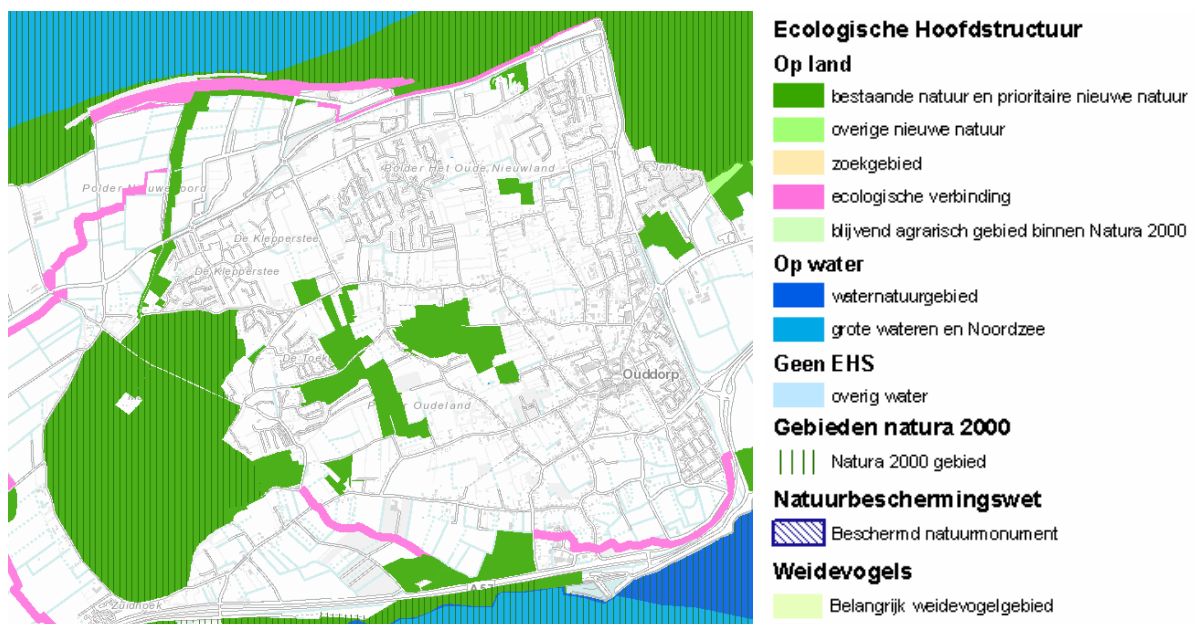 Polder Het Oude Nieuwland
De Klepperstee
De Klepperstee
Ouddorp
Zuidhoek
Ecologische Hoofdstructuur
Op land
bestaande natuur en prioritaire nieuwe natuur
overige nieuwe natuur
zoekgebied
ecologische verbinding
blijvend agrarisch gebied binnen Natura 2000
Op water
waternatuurgebied
grote wateren en Noordzee
Geen EHS
overig water
Gebieden natura 2000
Natura 2000 gebied
Natuurbeschermingswet
Beschermd natuurmonument
Weidevogels
Belangrijk weidevogelgebied